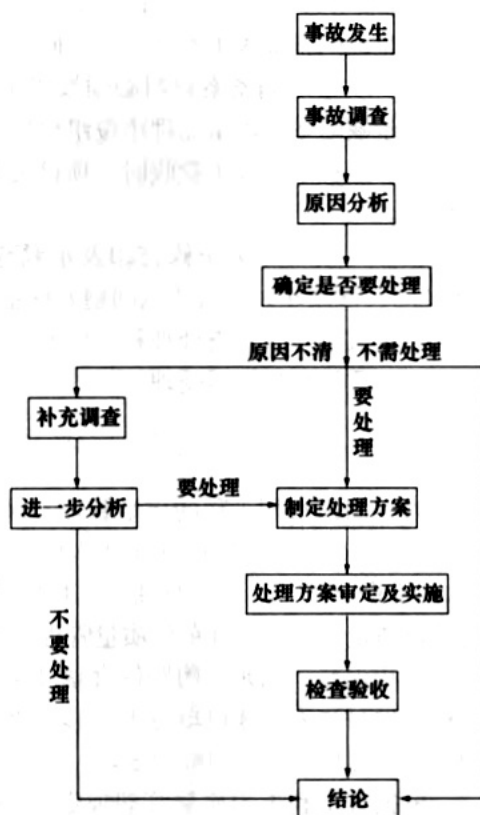 事故发生
事故调查
原因分析
确定是否要处理
原因不清
不需处理
补充调查
要处理
进一步分析
要处理
制定处理方案
处理方案审定及实施
不要处理
检查验收
结论